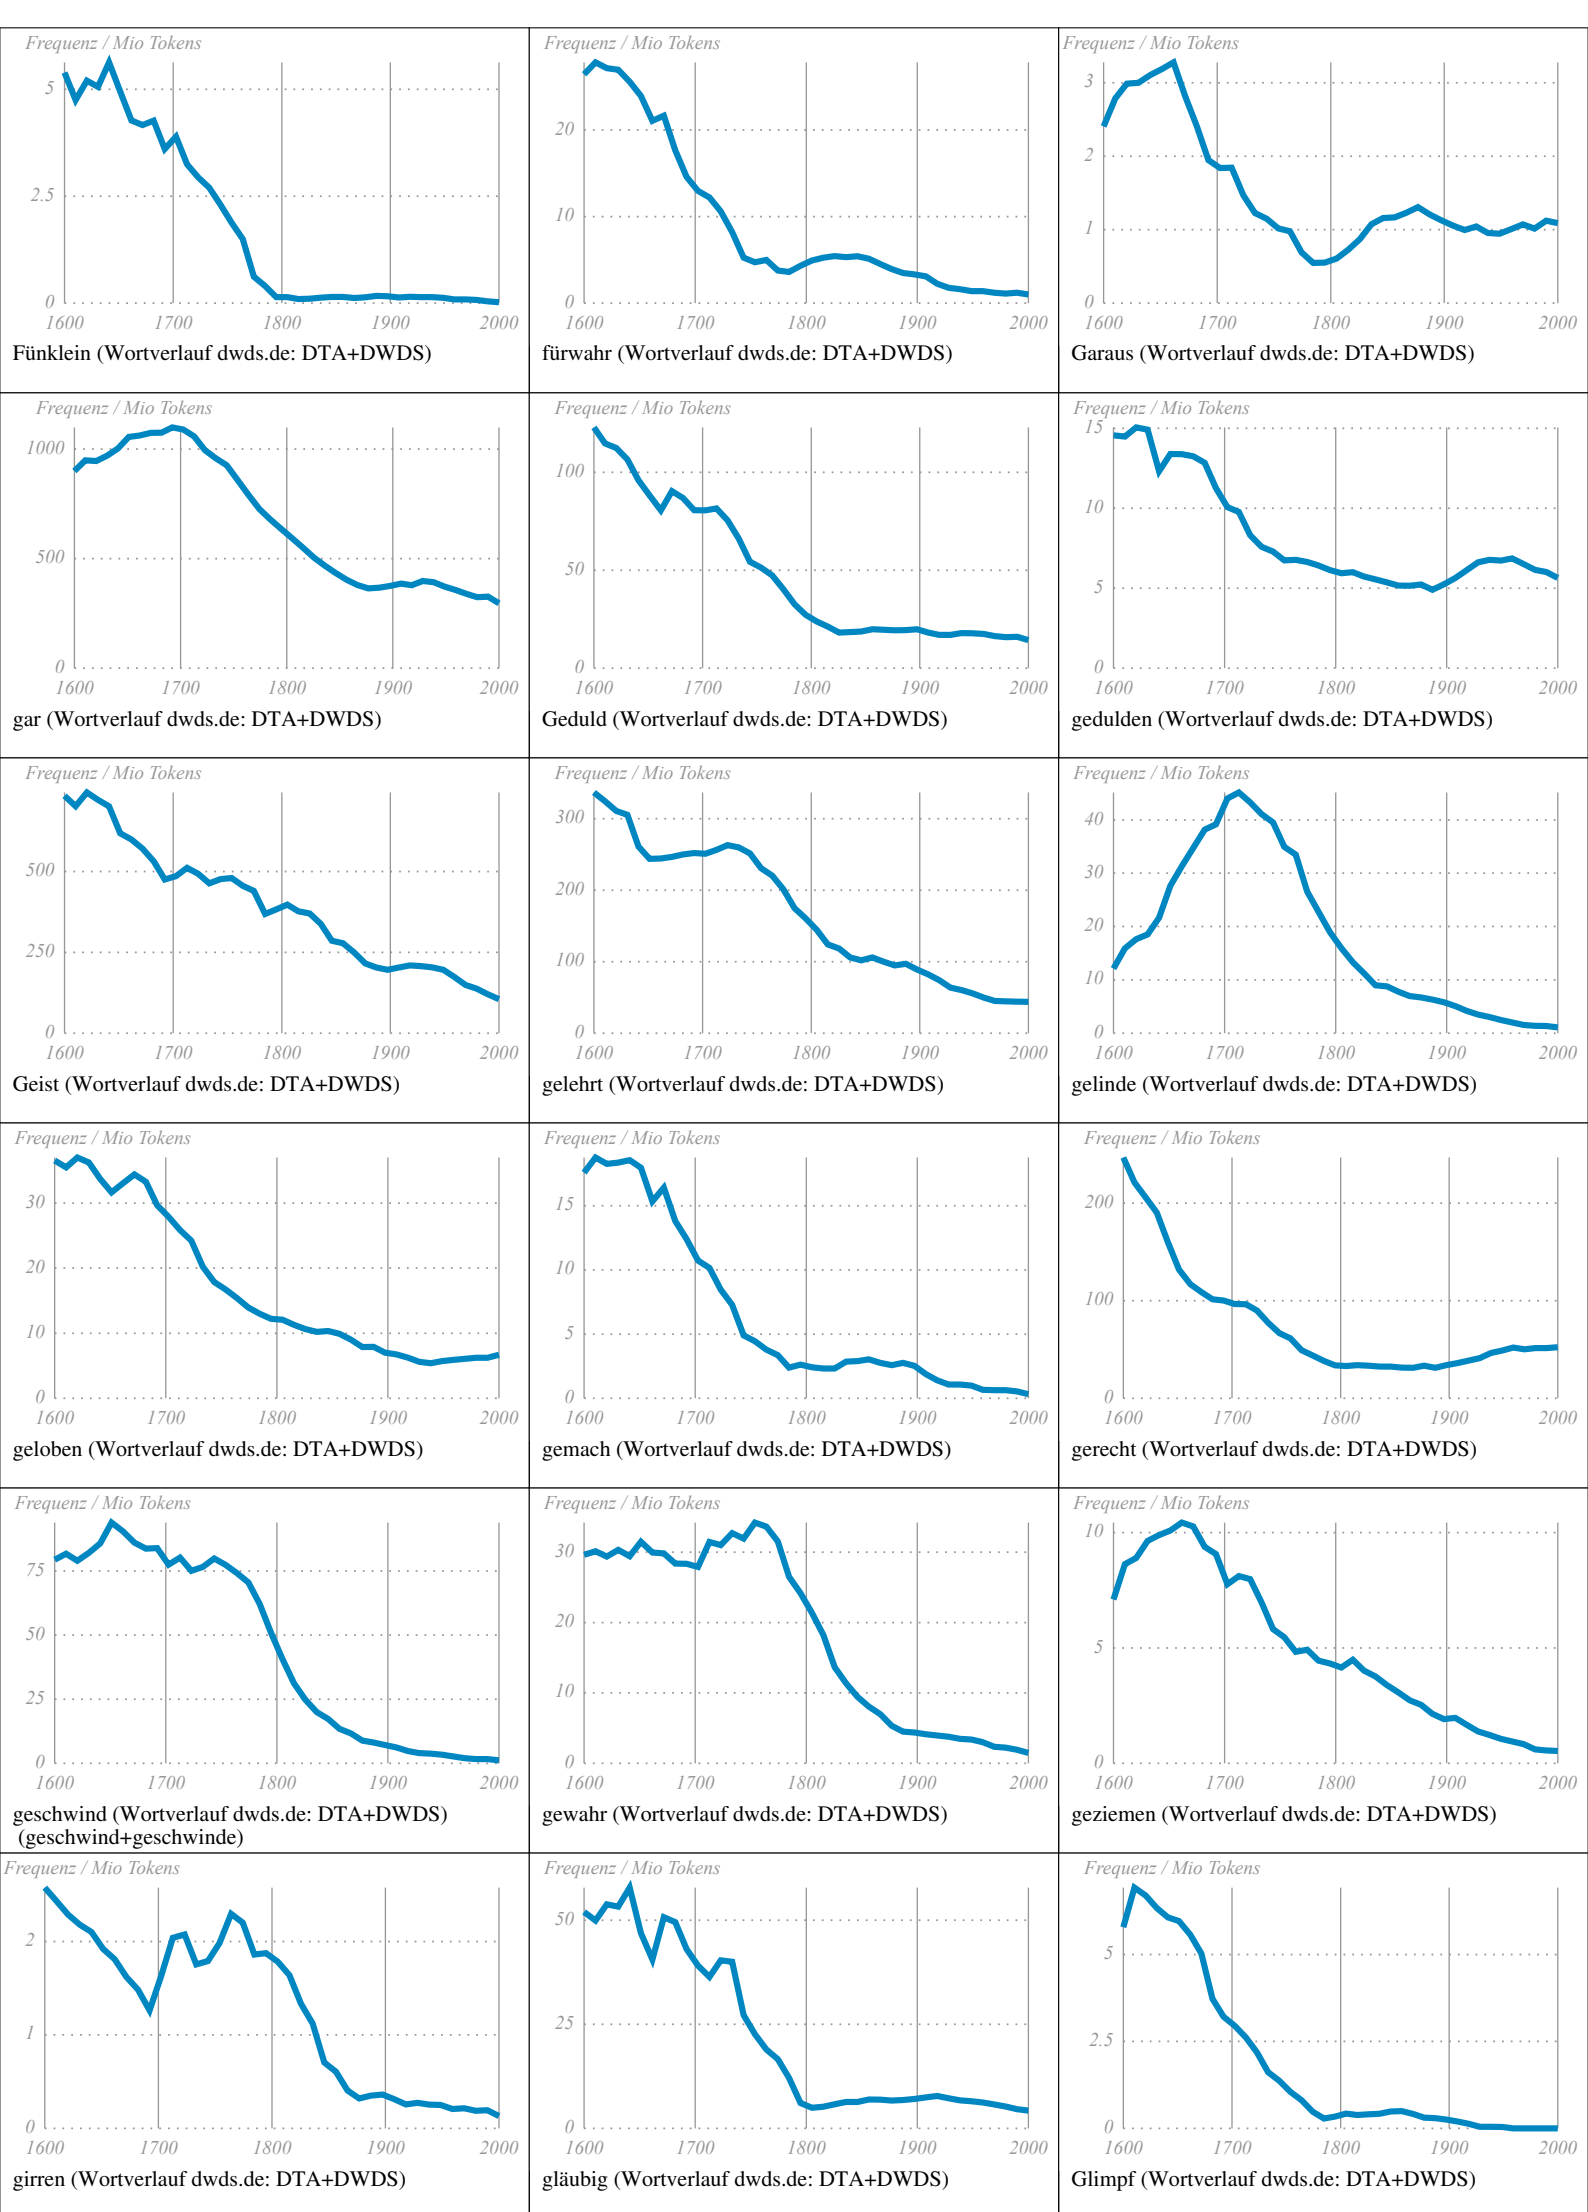 Frequenz / Mio Tokens
5
2.5
0
1600 1700 1800 1900 2000
Fünklein (Wortverlauf dwds.de: DTA+DWDS)
Frequenz / Mio Tokens
20
10
0
1600 1700 1800 1900 2000
fürwahr (Wortverlauf dwds.de: DTA+DWDS)
Frequenz / Mio Tokens
3
2
1
0
1600 1700 1800 1900 2000
Garaus (Wortverlauf dwds.de: DTA+DWDS)
Frequenz / Mio Tokens
1000
500
0
1600 1700 1800 1900 2000
gar (Wortverlauf dwds.de: DTA+DWDS)
Frequenz / Mio Tokens
100
50
0
1600 1700 1800 1900 2000
Geduld (Wortverlauf dwds.de: DTA+DWDS)
Frequenz / Mio Tokens
15
10
5
0
1600 1700 1800 1900 2000
gedulden (Wortverlauf dwds.de: DTA+DWDS)
Frequenz / Mio Tokens
500
250
0
1600 1700 1800 1900 2000
Geist (Wortverlauf dwds.de: DTA+DWDS)
Frequenz / Mio Tokens
300
200
100
0
1600 1700 1800 1900 2000
gelehrt (Wortverlauf dwds.de: DTA+DWDS)
Frequenz / Mio Tokens
40
30
20
10
0
1600 1700 1800 1900 2000
gelinde (Wortverlauf dwds.de: DTA+DWDS)
Frequenz / Mio Tokens
30
20
10
0
1600 1700 1800 1900 2000
geloben (Wortverlauf dwds.de: DTA+DWDS)
Frequenz / Mio Tokens
15
10
5
0
1600 1700 1800 1900 2000
gemach (Wortverlauf dwds.de: DTA+DWDS)
Frequenz / Mio Tokens
200
100
0
1600 1700 1800 1900 2000
gerecht (Wortverlauf dwds.de: DTA+DWDS)
Frequenz / Mio Tokens
75
50
25
0
1600 1700 1800 1900 2000
geschwind (Wortverlauf dwds.de: DTA+DWDS)
(geschwind+geschwinde)
Frequenz / Mio Tokens
30
20
10
0
1600 1700 1800 1900 2000
gewahr (Wortverlauf dwds.de: DTA+DWDS)
Frequenz / Mio Tokens
10
5
0
1600 1700 1800 1900 2000
geziemen (Wortverlauf dwds.de: DTA+DWDS)
Frequenz / Mio Tokens
2
1
0
1600 1700 1800 1900 2000
girren (Wortverlauf dwds.de: DTA+DWDS)
Frequenz / Mio Tokens
50
25
0
1600 1700 1800 1900 2000
gläubig (Wortverlauf dwds.de: DTA+DWDS)
Frequenz / Mio Tokens
5
2.5
0
1600 1700 1800 1900 2000
Glimpf (Wortverlauf dwds.de: DTA+DWDS)